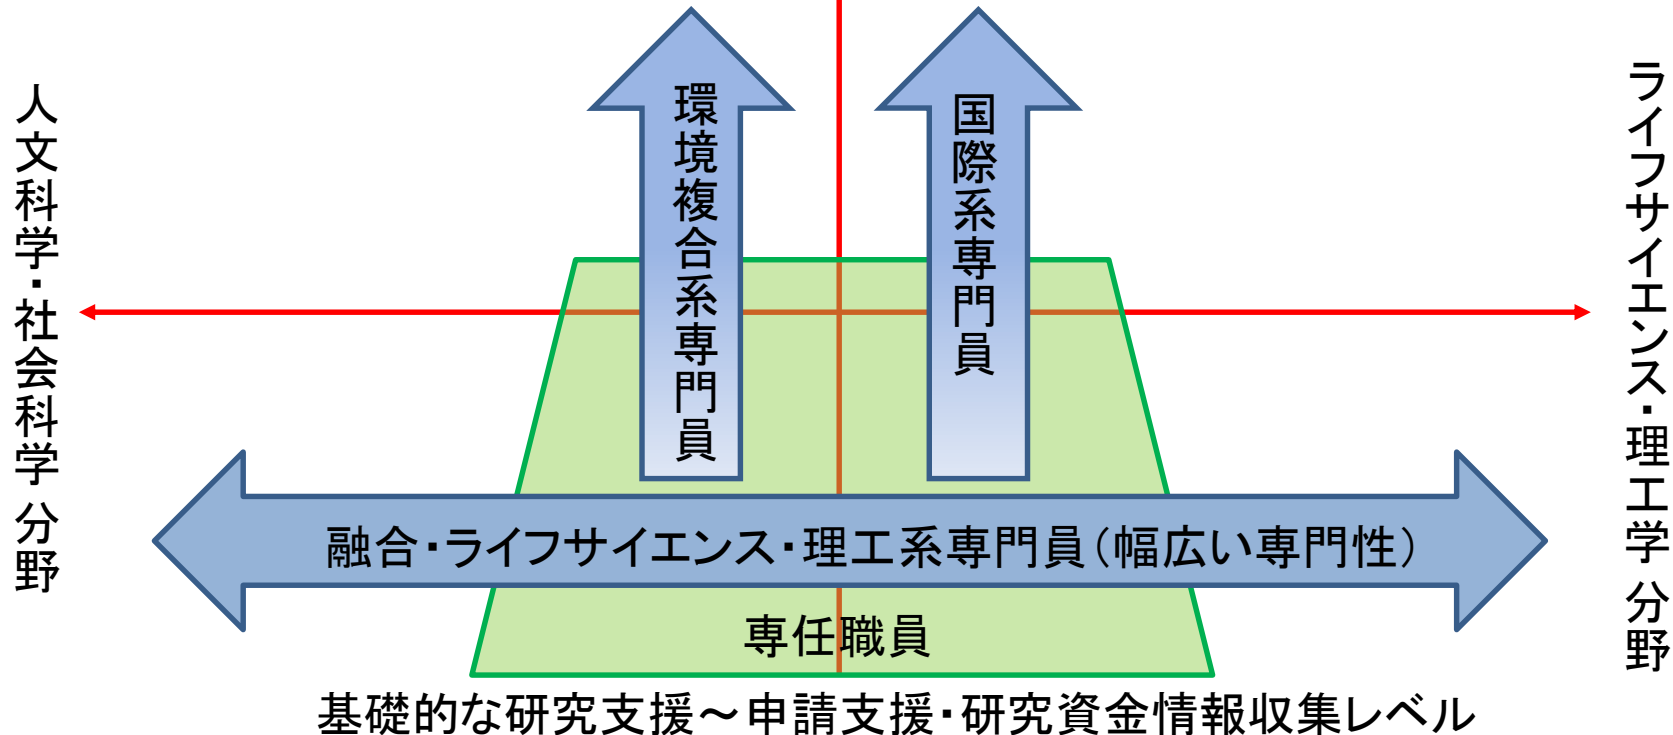 人文科学・社会科学 分野
環境複合系専門員
国際系専門員
ライフサイエンス・理工学 分野
融合・ライフサイエンス・理工系専門員（幅広い専門性）
専任職員
基礎的な研究支援～申請支援・研究資金情報収集レベル